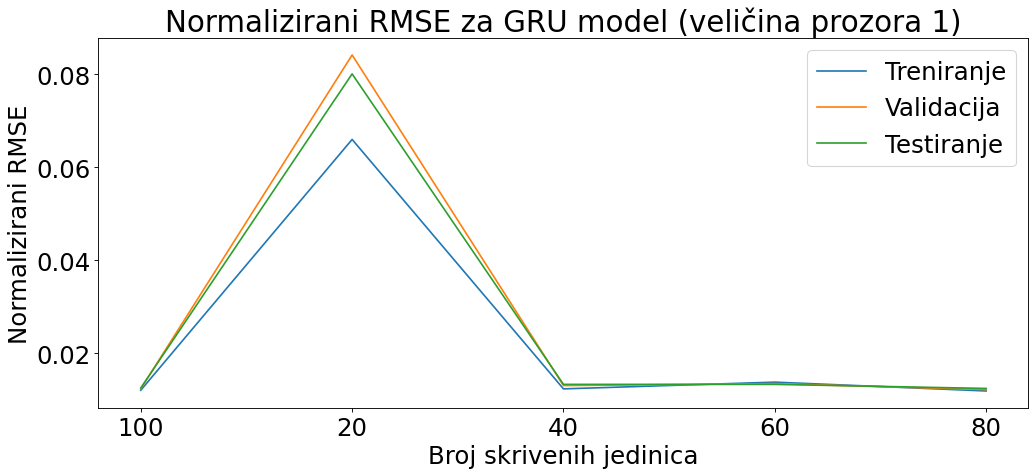 Normalizirani RMSE za GRU model (veličina prozora 1)
Treniranje
Validacija
Testiranje
Normalizirani RMSE
0.08
0.06
0.04
0.02
100 20 40 60 80
Broj skrivenih jedinica